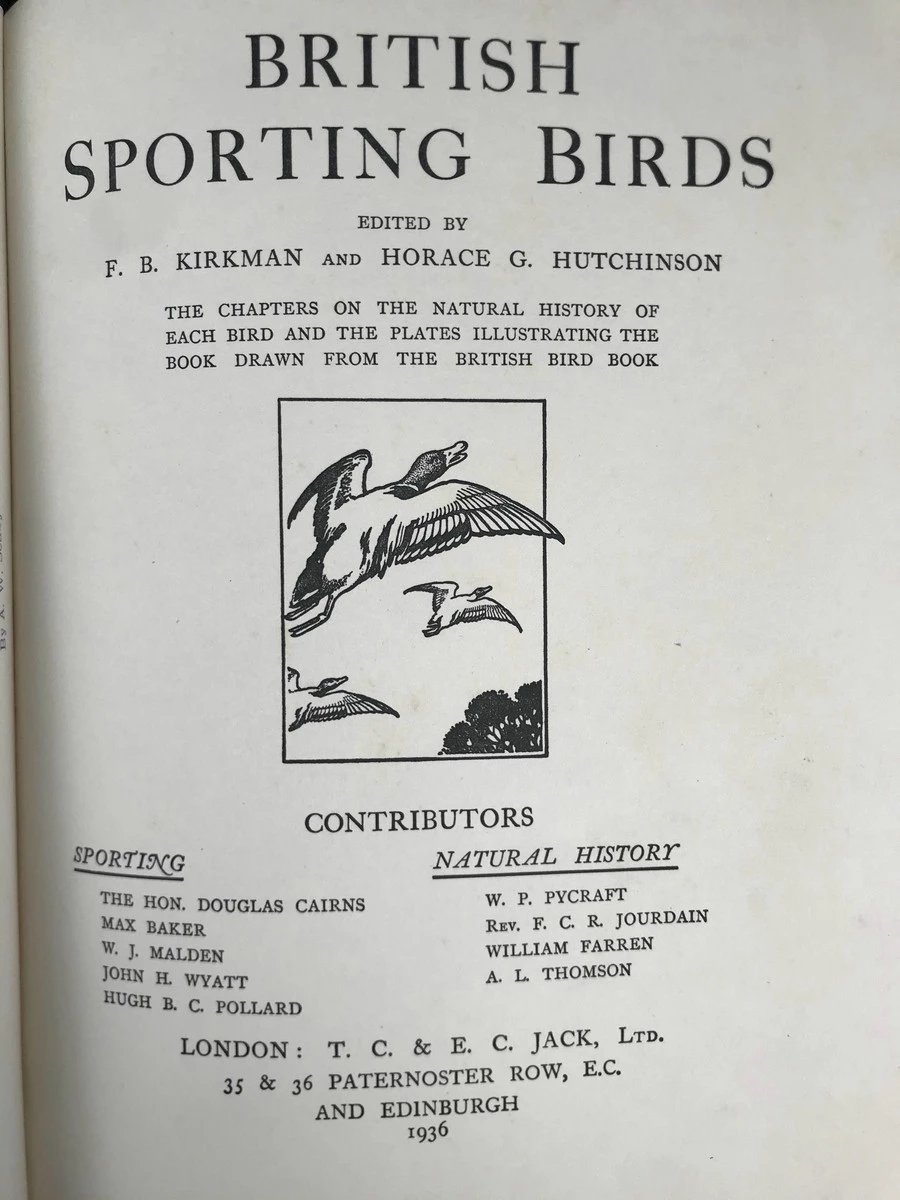 BRITISH
SPORTING BIRDS
EDITED BY
F. B. KIRKMAN AND HORACE G. HUTCHINSON
THE CHAPTERS ON THE NATURAL HISTORY OF
EACH BIRD AND THE PLATES ILLUSTRATING THE
BOOK DRAWN FROM THE BRITISH BIRD BOOK
CONTRIBUTORS
SPORTING
THE HON. DOUGLAS CAIRNS
MAX BAKER
W. J. MALDEN
JOHN H. WYATT
HUGH B. C. POLLARD
NATURAL HISTORY
W. P. PYCRAFT
REV. F. C. R. JOURDAIN
WILLIAM FARREN
A. L. THOMSON
LONDON: T. C. & E. C. JACK, LTD.
35 & 36 PATERNOSTER ROW, E.C.
AND EDINBURGH
1936
By A. W.